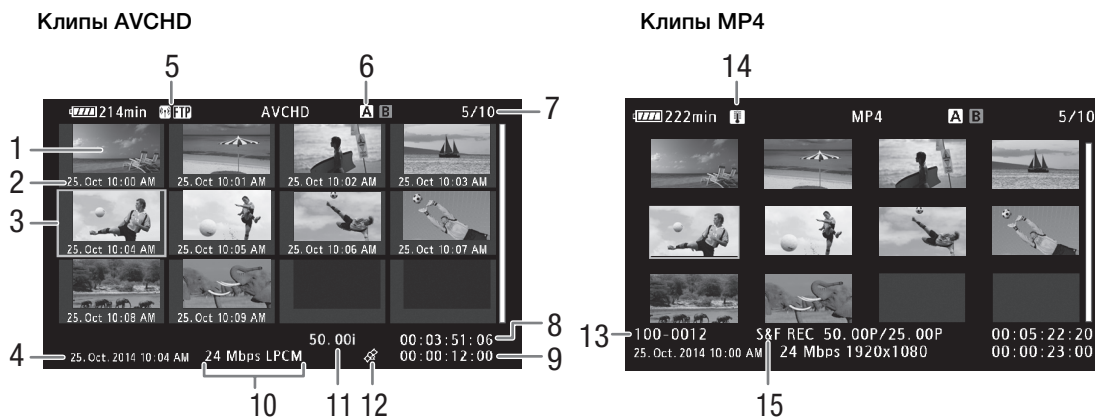 Клипы AVCHD
Клипы MP4
5
6
14
214min FTP AVCHD A B 5/10
7
222min MP4 A B 5/10
1
2
25. Oct 10:00 AM 25. Oct 10:01 AM 25. Oct 10:02 AM 25. Oct 10:03 AM
3
25. Oct 10:04 AM 25. Oct 10:05 AM 25. Oct 10:06 AM 25. Oct 10:07 AM
25. Oct 10:08 AM 25. Oct 10:09 AM
50.00i 00:03:51:06
8
4
25. Oct. 2014 10:04 AM 24 Mbps LPCM 00:00:12:00
9
10
11
12
13
100-0012 S&F REC 50.00P/25.00P 00:05:22:20
25. Oct. 2014 10:00 AM 24 Mbps 1920x1080 00:00:23:00
15